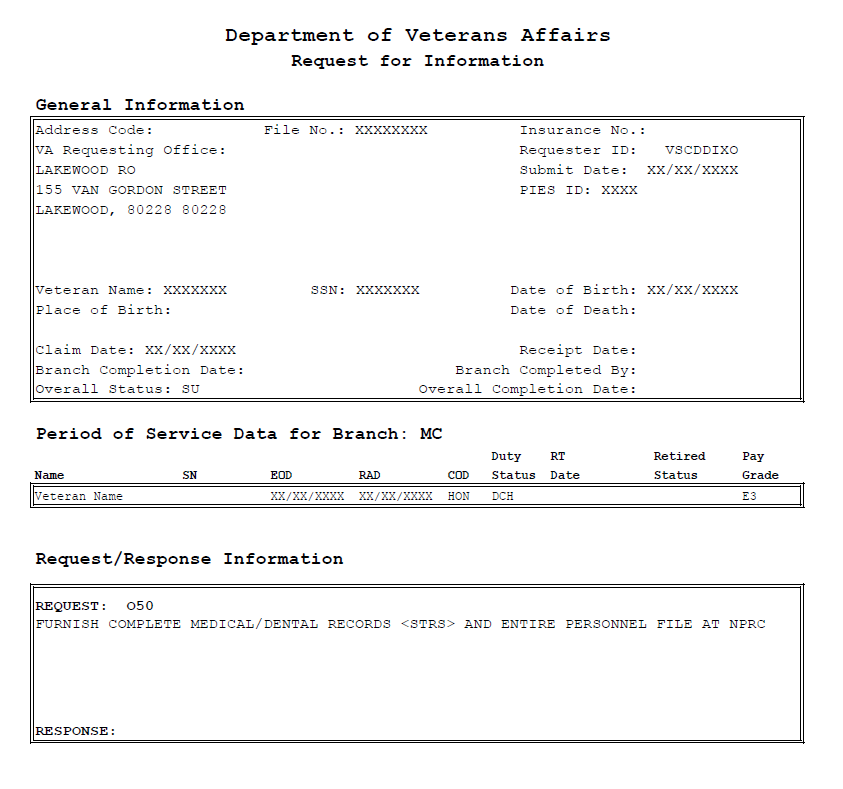 Department of Veterans Affairs
Request for Information
General Information
Address Code: File No.: XXXXXXXX Insurance No.:
VA Requesting Office: Requester ID: VSCDDIXO
LAKEWOOD RO Submit Date: XX/XX/XXXX
155 VAN GORDON STREET PIES ID: XXXX
LAKEWOOD, 80228 80228
Veteran Name: XXXXXXX SSN: XXXXXXX Date of Birth: XX/XX/XXXX
Place of Birth: Date of Death:
Claim Date: XX/XX/XXXX Receipt Date:
Branch Completion Date: Branch Completed By:
Overall Status: SU Overall Completion Date:
Period of Service Data for Branch: MC
Duty RT Retired Pay
Name SN EOD RAD COD Status Date Status Grade
Veteran Name XX/XX/XXXX XX/XX/XXXX HON DCH E3
Request/Response Information
REQUEST: O50
FURNISH COMPLETE MEDICAL/DENTAL RECORDS <STRS> AND ENTIRE PERSONNEL FILE AT NPRC
RESPONSE: